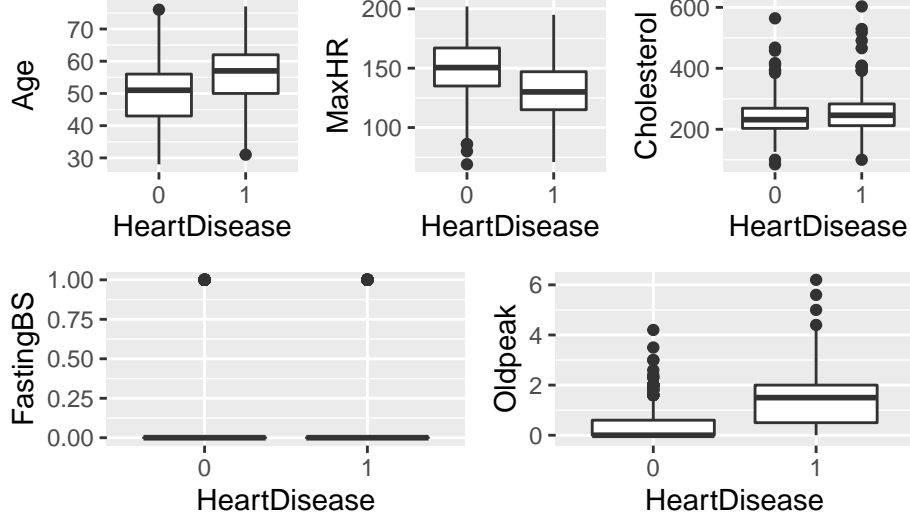 Age
70
60
50
40
30
0 1
HeartDisease
MaxHR
200
150
100
0 1
HeartDisease
Cholesterol
600
400
200
0 1
HeartDisease
FastingBS
1.00
0.75
0.50
0.25
0.00
0 1
HeartDisease
Oldpeak
6
4
2
0
0 1
HeartDisease